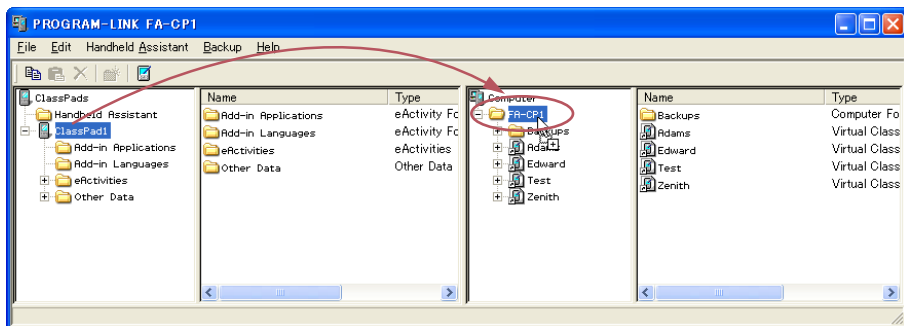 PROGRAM-LINK FA-CP1
File Edit Handheld Assistant Backup Help
ClassPads
Handheld Assistant
ClassPad1
Add-in Applications
Add-in Languages
eActivities
Other Data
Name Type
Add-in Applications eActivity Fc
Add-in Languages eActivity Fc
eActivities eActivities
Other Data Other Data
Computer
FA-CP1
Backups
Adams
Edward
Test
Zenith
Name Type
Backups Computer Fo
Adams Virtual Class
Edward Virtual Class
Test Virtual Class
Zenith Virtual Class